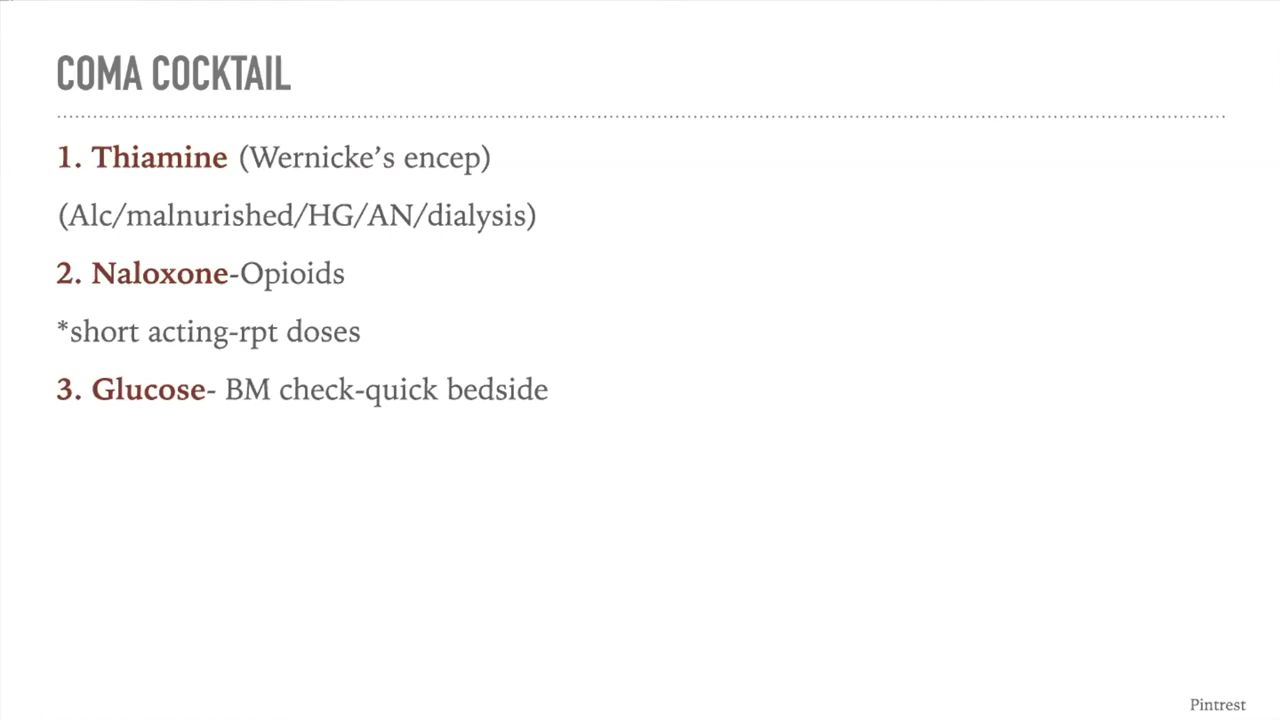 COMA COCKTAIL
1. Thiamine (Wernicke’s encep)
(Alc/malnurished/HG/AN/dialysis)
2. Naloxone-Opioids
*short acting-rpt doses
3. Glucose- BM check-quick bedside
Pintrest